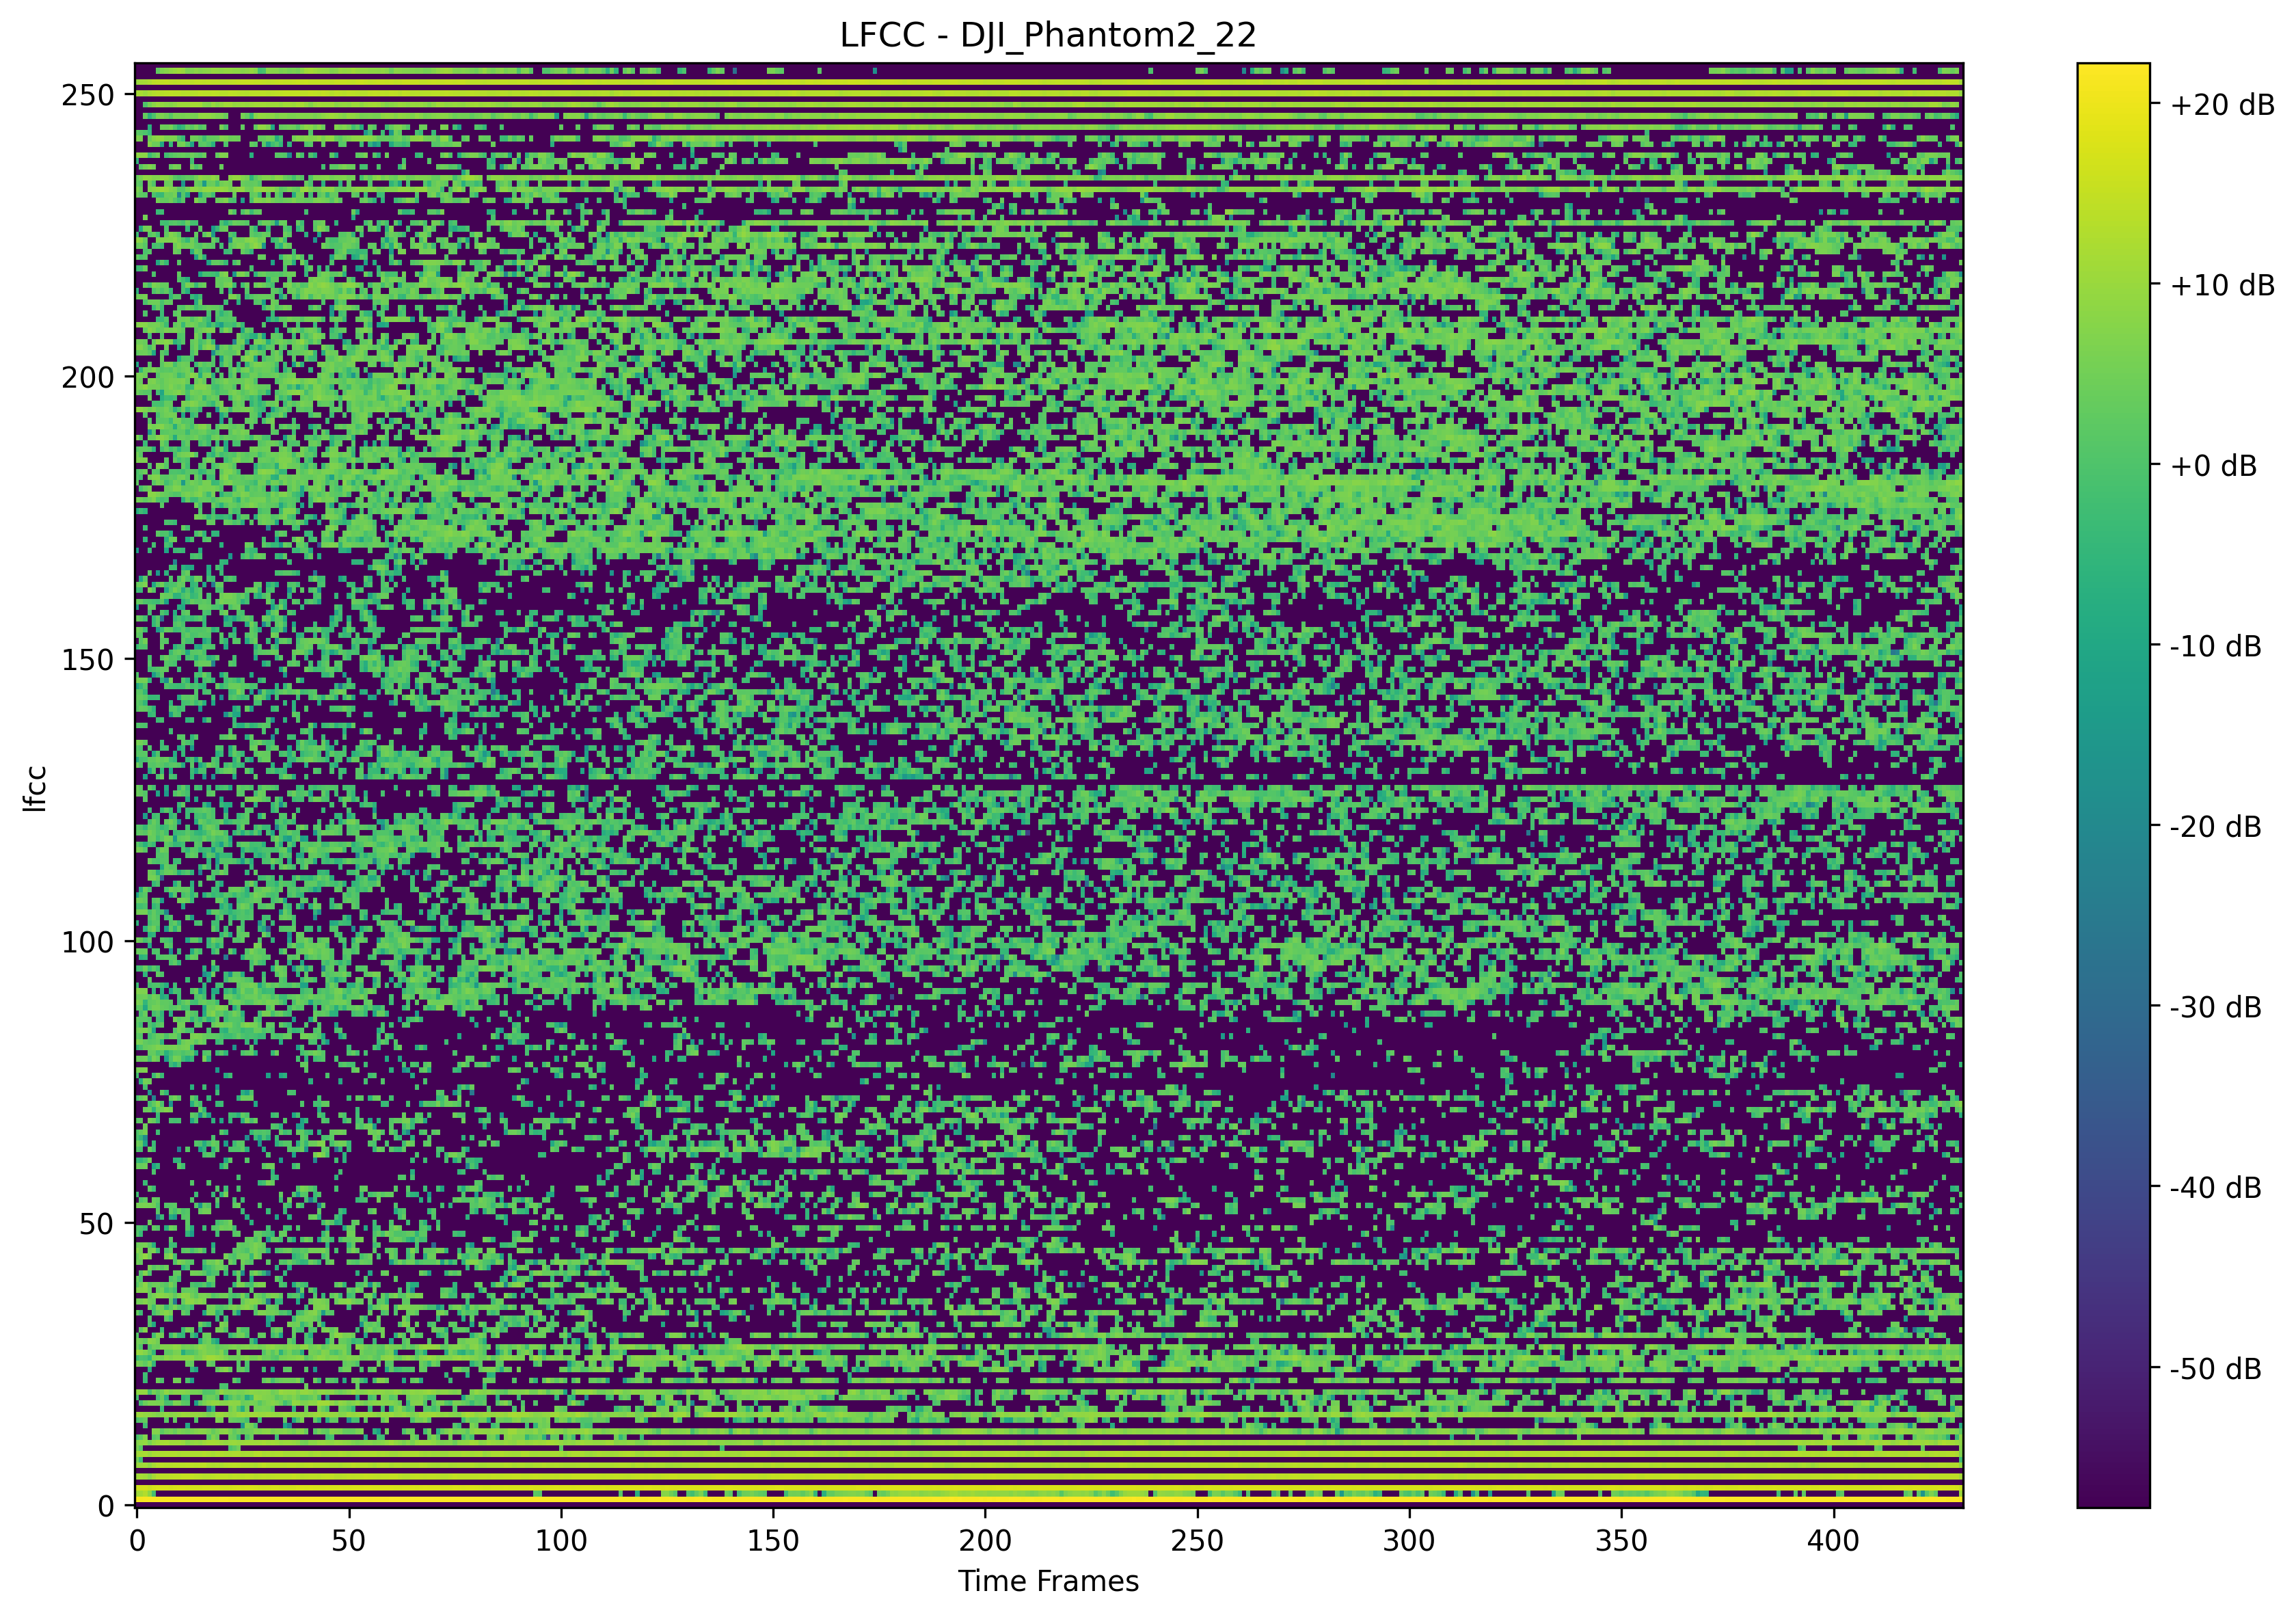 LFCC - DJI_Phantom2_22
250
200
150
100
50
0
lfcc
0 50 100 150 200 250 300 350 400
Time Frames
+20 dB
+10 dB
+0 dB
-10 dB
-20 dB
-30 dB
-40 dB
-50 dB